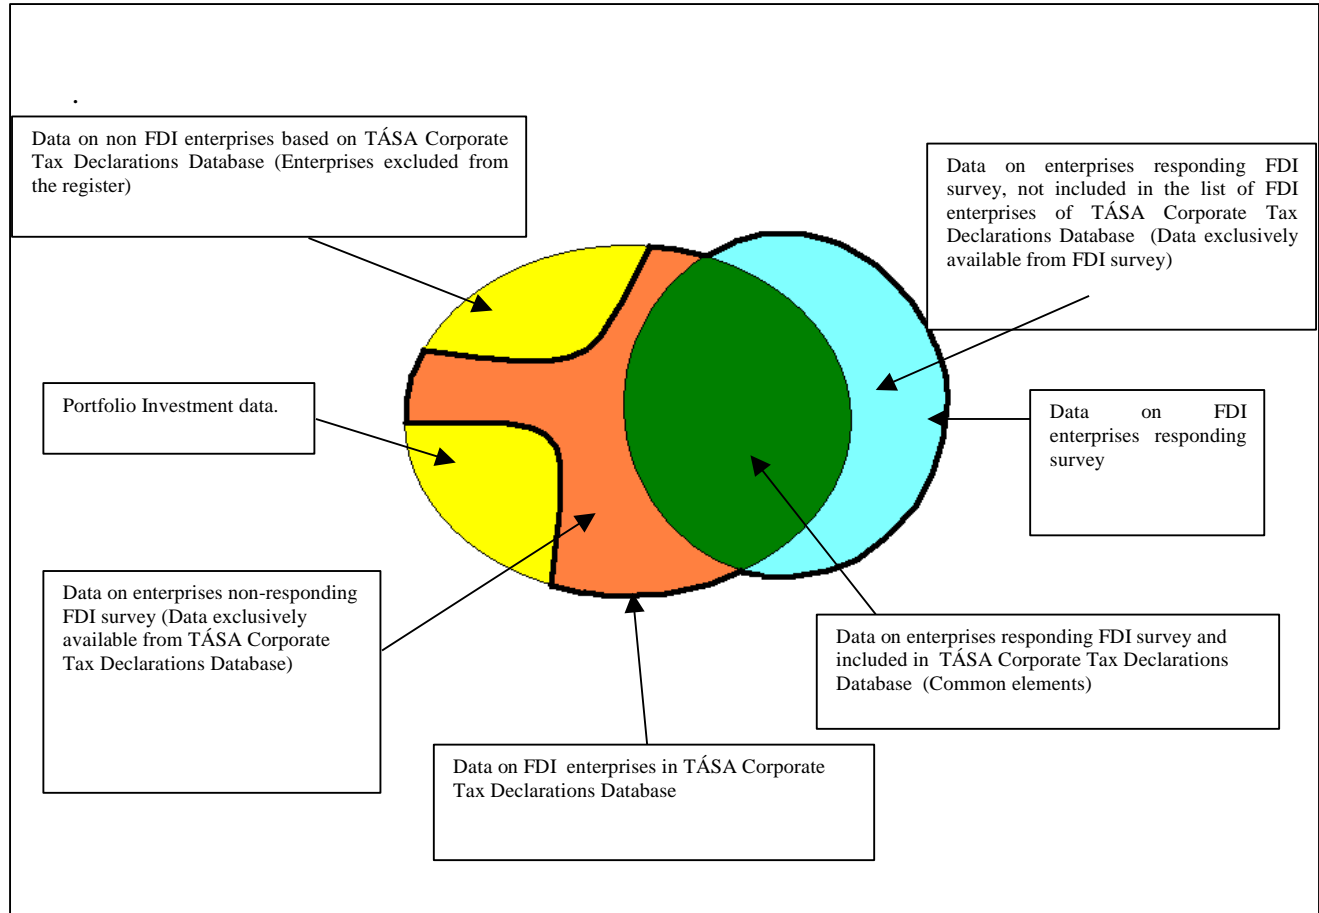 .
Data on non FDI enterprises based on TÁSA Corporate
Tax Declarations Database (Enterprises excluded from
the register)
Data on enterprises responding FDI
survey, not included in the list of FDI
enterprises of TÁSA Corporate Tax
Declarations Database (Data exclusively
available from FDI survey)
Portfolio Investment data.
Data on FDI
enterprises responding
survey
Data on enterprises non-responding
FDI survey (Data exclusively
available from TÁSA Corporate
Tax Declarations Database)
Data on enterprises responding FDI survey and
included in TÁSA Corporate Tax Declarations
Database (Common elements)
Data on FDI enterprises in TÁSA Corporate
Tax Declarations Database